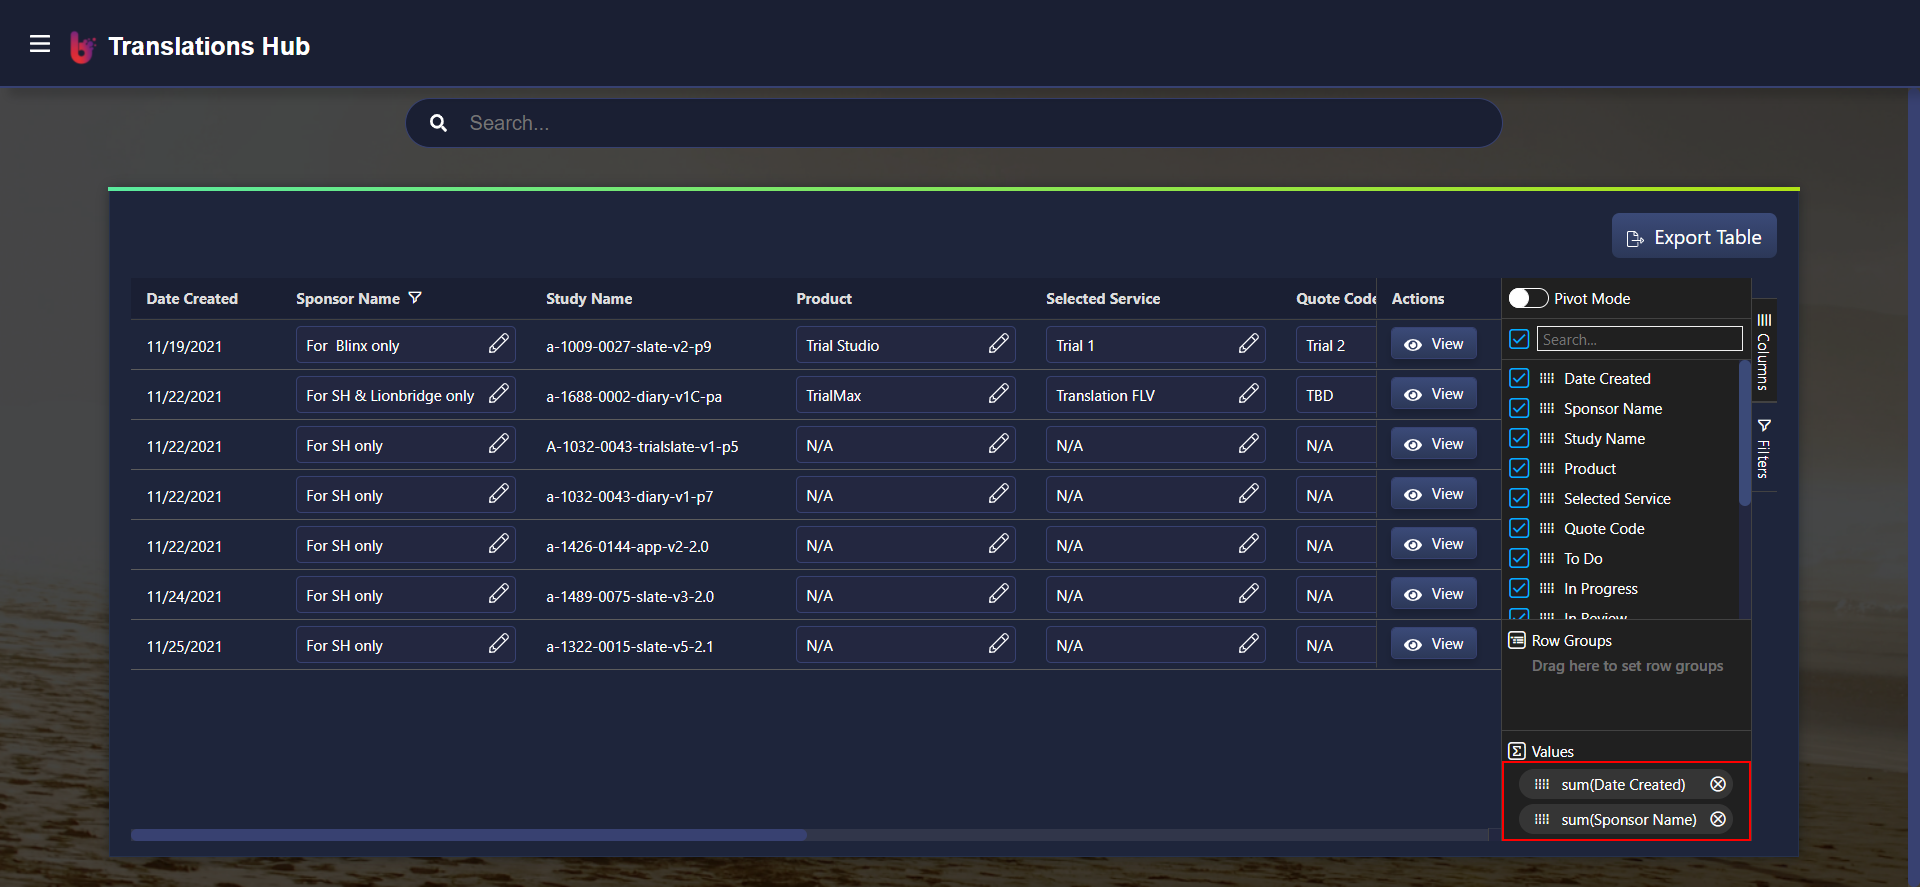 Translations Hub
Search...
Export Table
Date Created Sponsor Name Study Name Product Selected Service Quote Code Actions
11/19/2021 For  Blinx only a-1009-0027-slate-v2-p9 Trial Studio Trial 1 Trial 2 View
11/22/2021 For SH & Lionbridge only a-1688-0002-diary-v1C-pa TrialMax Translation FLV TBD View
11/22/2021 For SH only A-1032-0043-trialslate-v1-p5 N/A N/A N/A View
11/22/2021 For SH only a-1032-0043-diary-v1-p7 N/A N/A N/A View
11/22/2021 For SH only a-1426-0144-app-v2-2.0 N/A N/A N/A View
11/24/2021 For SH only a-1489-0075-slate-v3-2.0 N/A N/A N/A View
11/25/2021 For SH only a-1322-0015-slate-v5-2.1 N/A N/A N/A View
Pivot Mode
Search...
Date Created
Sponsor Name
Study Name
Product
Selected Service
Quote Code
To Do
In Progress
In Review
Row Groups
Drag here to set row groups
Values
sum(Date Created)
sum(Sponsor Name)
Columns
Filters